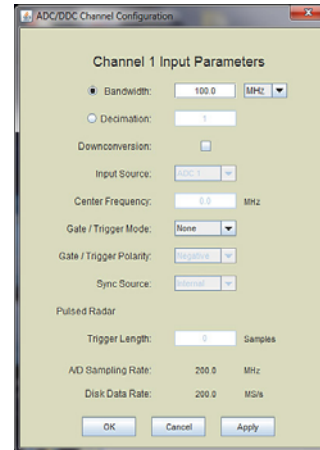 ADC/DDC Channel Configuration
Channel 1 Input Parameters
Bandwidth: 100.0 MHz
Decimation: 1
Downconversion:
Input Source: ADC 1
Center Frequency: 0.0 MHz
Gate / Trigger Mode: None
Gate / Trigger Polarity: Negative
Sync Source: Internal
Pulsed Radar
Trigger Length: 0 Samples
A/D Sampling Rate: 200.0 MHz
Disk Data Rate: 200.0 MS/s
OK Cancel Apply